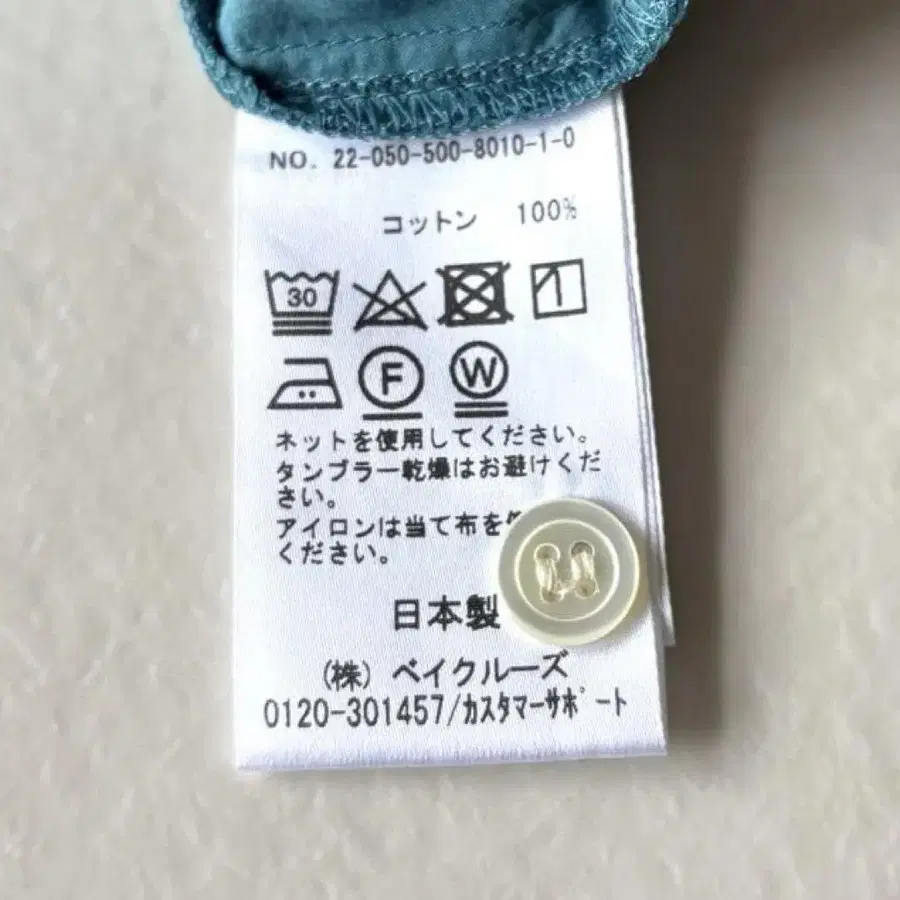 NO. 22-050-500-8010-1-0
コットン 100%
30
F W
ネットを使用してください。
タンブラー乾燥はお避けくだ
さい。
アイロンは当て布を
ください。
日本製
(株) ベイクルーズ
0120-301457/カスタマーサポート